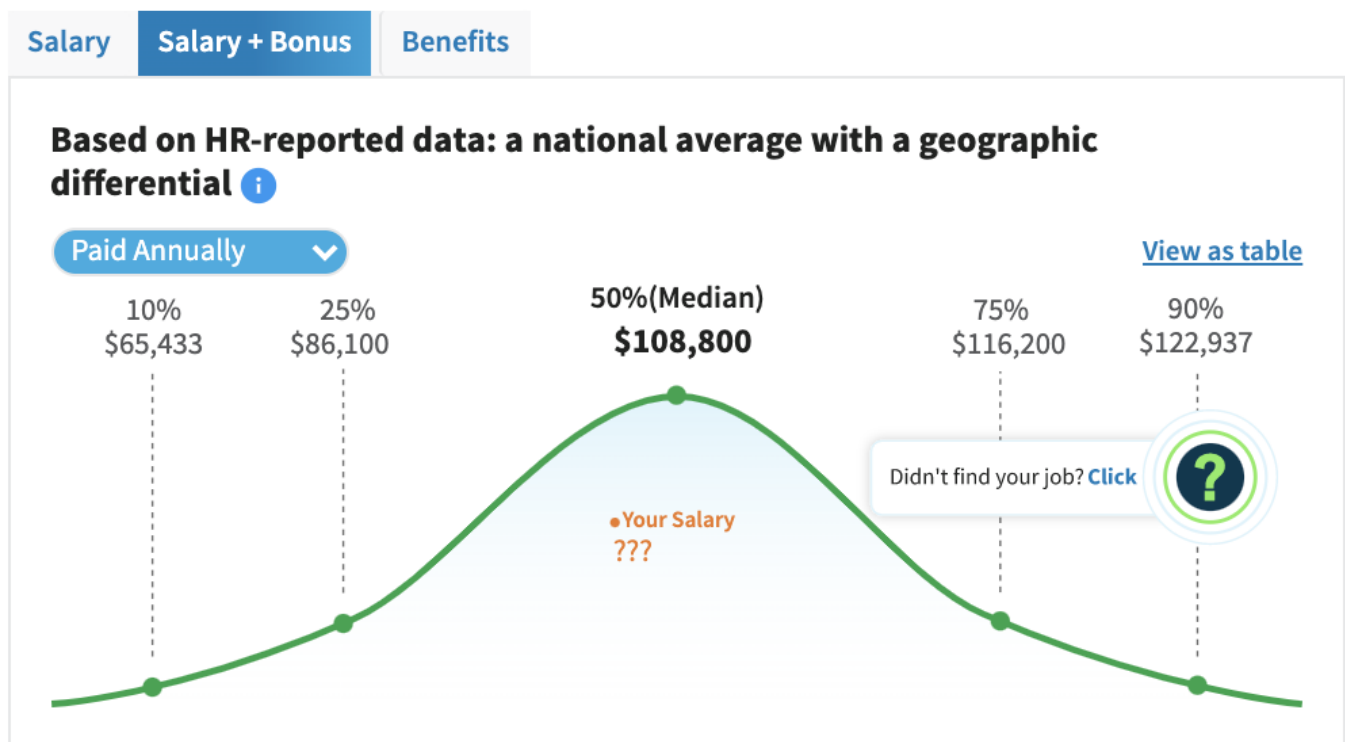 Salary
Salary + Bonus
Benefits
Based on HR-reported data: a national average with a geographic
differential i
Paid Annually
View as table
10%
$65,433
25%
$86,100
50%(Median)
$108,800
75%
$116,200
90%
$122,937
Didn't find your job? Click
?
Your Salary
???